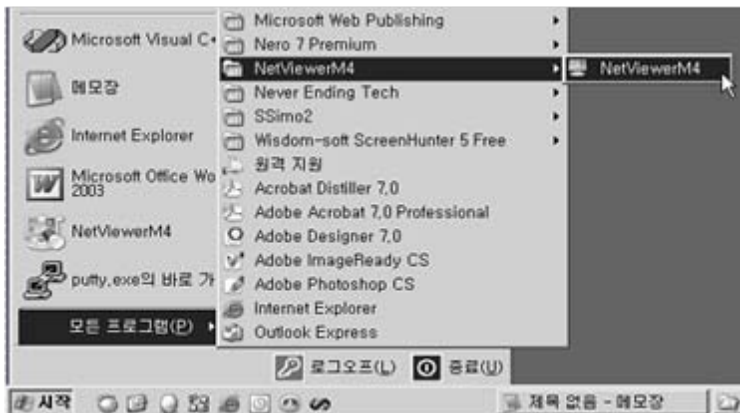 Microsoft Visual C+
메모장
Internet Explorer
Microsoft Office Wo
2003
NetViewerM4
putty.exe의 바로 가
모든 프로그램(P)
Microsoft Web Publishing
Nero 7 Premium
NetViewerM4
Never Ending Tech
SSimo2
Wisdom-soft ScreenHunter 5 Free
원격 지원
Acrobat Distiller 7.0
Adobe Acrobat 7.0 Professional
Adobe Designer 7.0
Adobe ImageReady CS
Adobe Photoshop CS
Internet Explorer
Outlook Express
NetViewerM4
로그오프(L) 종료(U)
시작
제목 없음 - 메모장